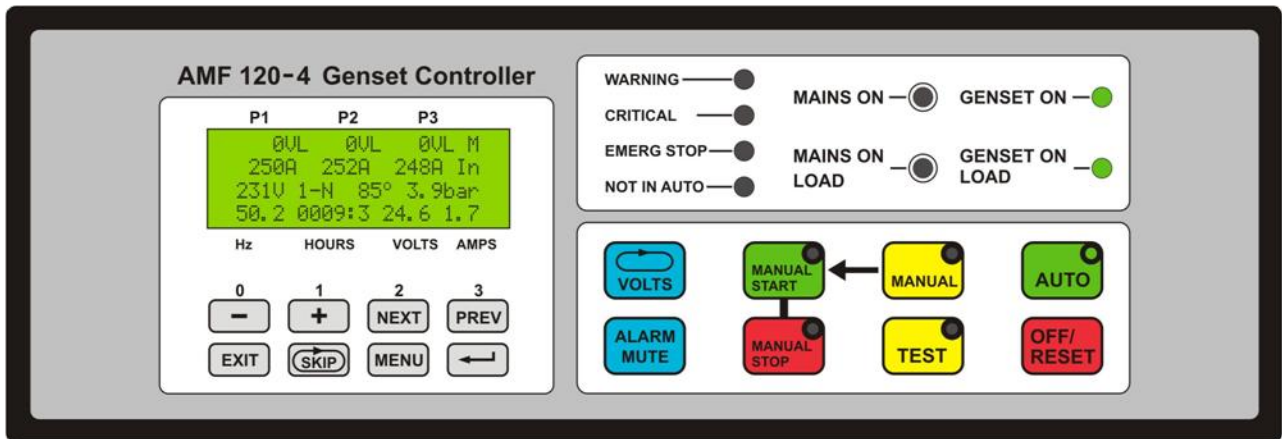 AMF 120-4 Genset Controller
P1 P2 P3
0VL 0VL 0VL M
250A 252A 248A In
231V 1-N 85° 3.9bar
50.2 0009:3 24.6 1.7
Hz HOURS VOLTS AMPS
0 1 2 3
- + NEXT PREV
EXIT SKIP MENU
WARNING
CRITICAL
EMERG STOP
NOT IN AUTO
MAINS ON
GENSET ON
MAINS ON
LOAD
GENSET ON
LOAD
VOLTS
MANUAL
START
MANUAL
AUTO
ALARM
MUTE
MANUAL
STOP
TEST
OFF/
RESET